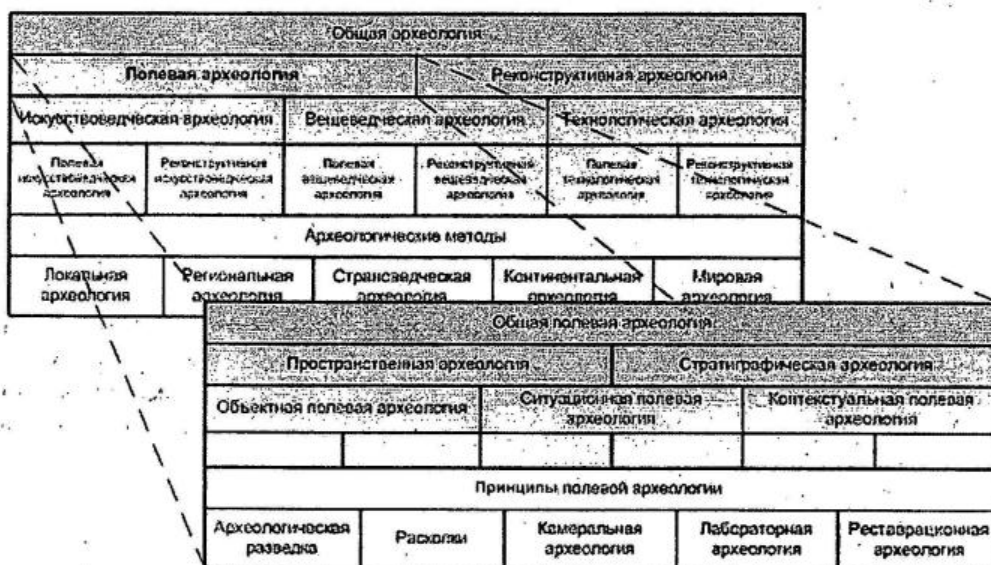 Общая археология
Полевая археология
Реконструктивная археология
Искусствоведческая археология
Вещеведческая археология
Технологическая археология
Полевая
искусствоведческая
археология
Реконструктивная
искусствоведческая
археология
Полевая
вещеведческая
археология
Реконструктивная
вещеведческая
археология
Полевая
технологическая
археология
Реконструктивная
технологическая
археология
Археологические методы
Локальная
археология
Региональная
археология
Страноведческая
археология
Континентальная
археология
Мировая
археология
Общая полевая археология
Пространственная археология
Стратиграфическая археология
Объектная полевая археология
Ситуационная полевая
археология
Контекстуальная полевая
археология
Принципы полевой археологии
Археологическая
разведка
Раскопки
Камеральная
археология
Лабораторная
археология
Реставрационная
археология